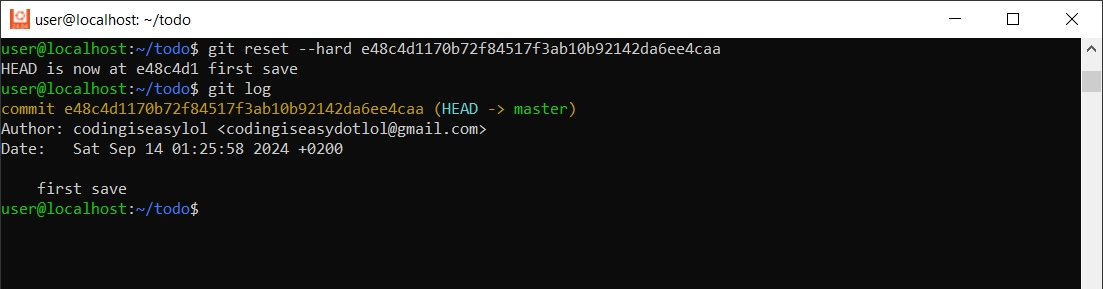 user@localhost: ~/todo
user@localhost:~/todo$ git reset --hard e48c4d1170b72f84517f3ab10b92142da6ee4caa
HEAD is now at e48c4d1 first save
user@localhost:~/todo$ git log
commit e48c4d1170b72f84517f3ab10b92142da6ee4caa (HEAD -> master)
Author: codingiseasylol <codingiseasydotlol@gmail.com>
Date:   Sat Sep 14 01:25:58 2024 +0200

    first save
user@localhost:~/todo$